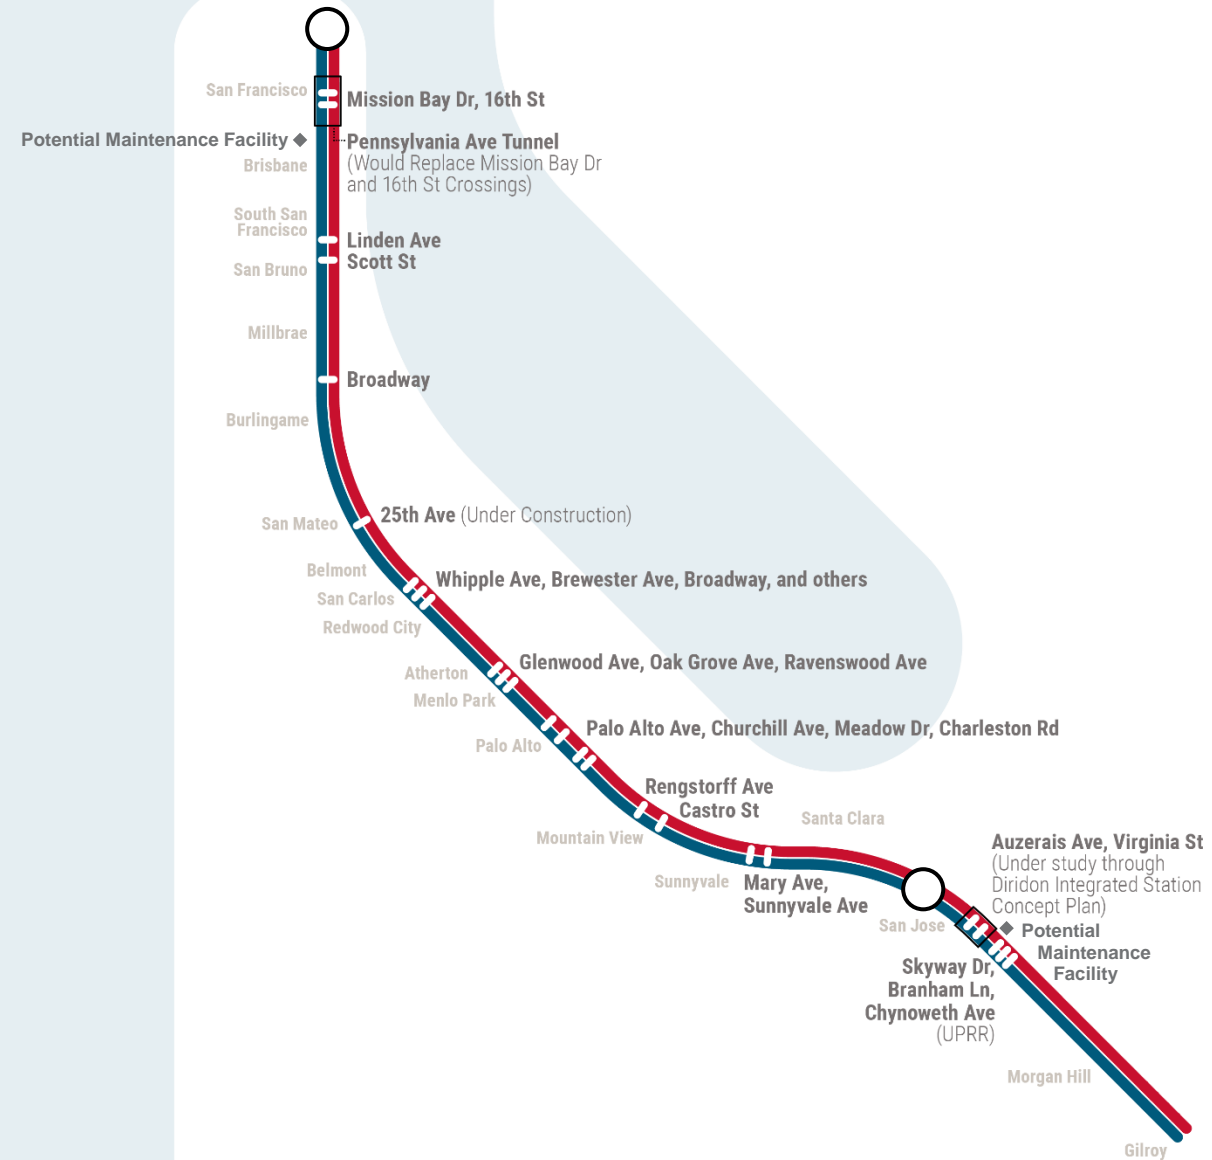 San Francisco
Mission Bay Dr, 16th St
Potential Maintenance Facility
Pennsylvania Ave Tunnel
(Would Replace Mission Bay Dr
and 16th St Crossings)
Brisbane
South San
Francisco
Linden Ave
Scott St
San Bruno
Millbrae
Broadway
Burlingame
25th Ave (Under Construction)
San Mateo
Belmont
Whipple Ave, Brewester Ave, Broadway, and others
San Carlos
Redwood City
Glenwood Ave, Oak Grove Ave, Ravenswood Ave
Atherton
Menlo Park
Palo Alto Ave, Churchill Ave, Meadow Dr, Charleston Rd
Palo Alto
Rengstorff Ave
Castro St
Mountain View
Santa Clara
Sunnyvale
Mary Ave,
Sunnyvale Ave
Auzerais Ave, Virginia St
(Under study through
Diridon Integrated Station
Concept Plan)
San Jose
Potential
Maintenance
Facility
Skyway Dr,
Branham Ln,
Chynoweth Ave
(UPRR)
Morgan Hill
Gilroy